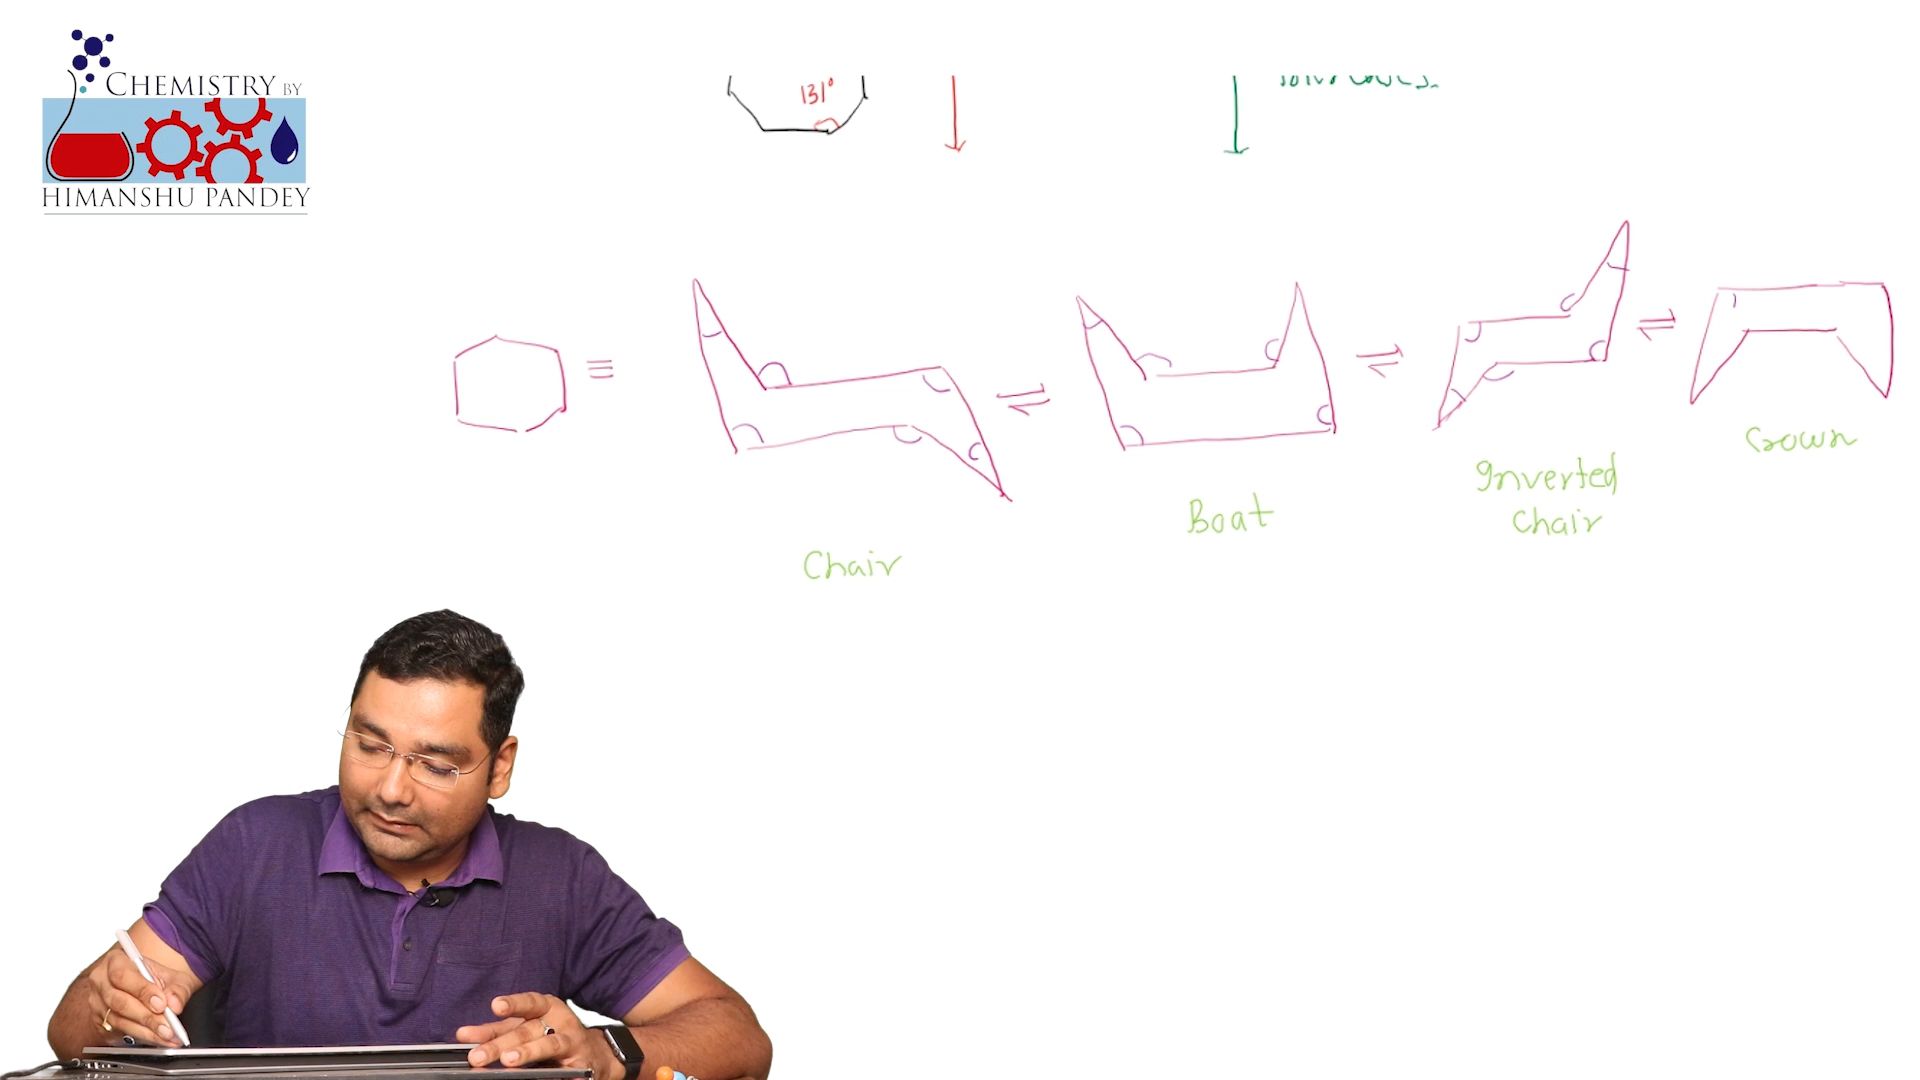 CHEMISTRY BY
HIMANSHU PANDEY
131°
≡ ⇌ ⇌ ⇌
Crown
Inverted
Chair
Boat
Chair